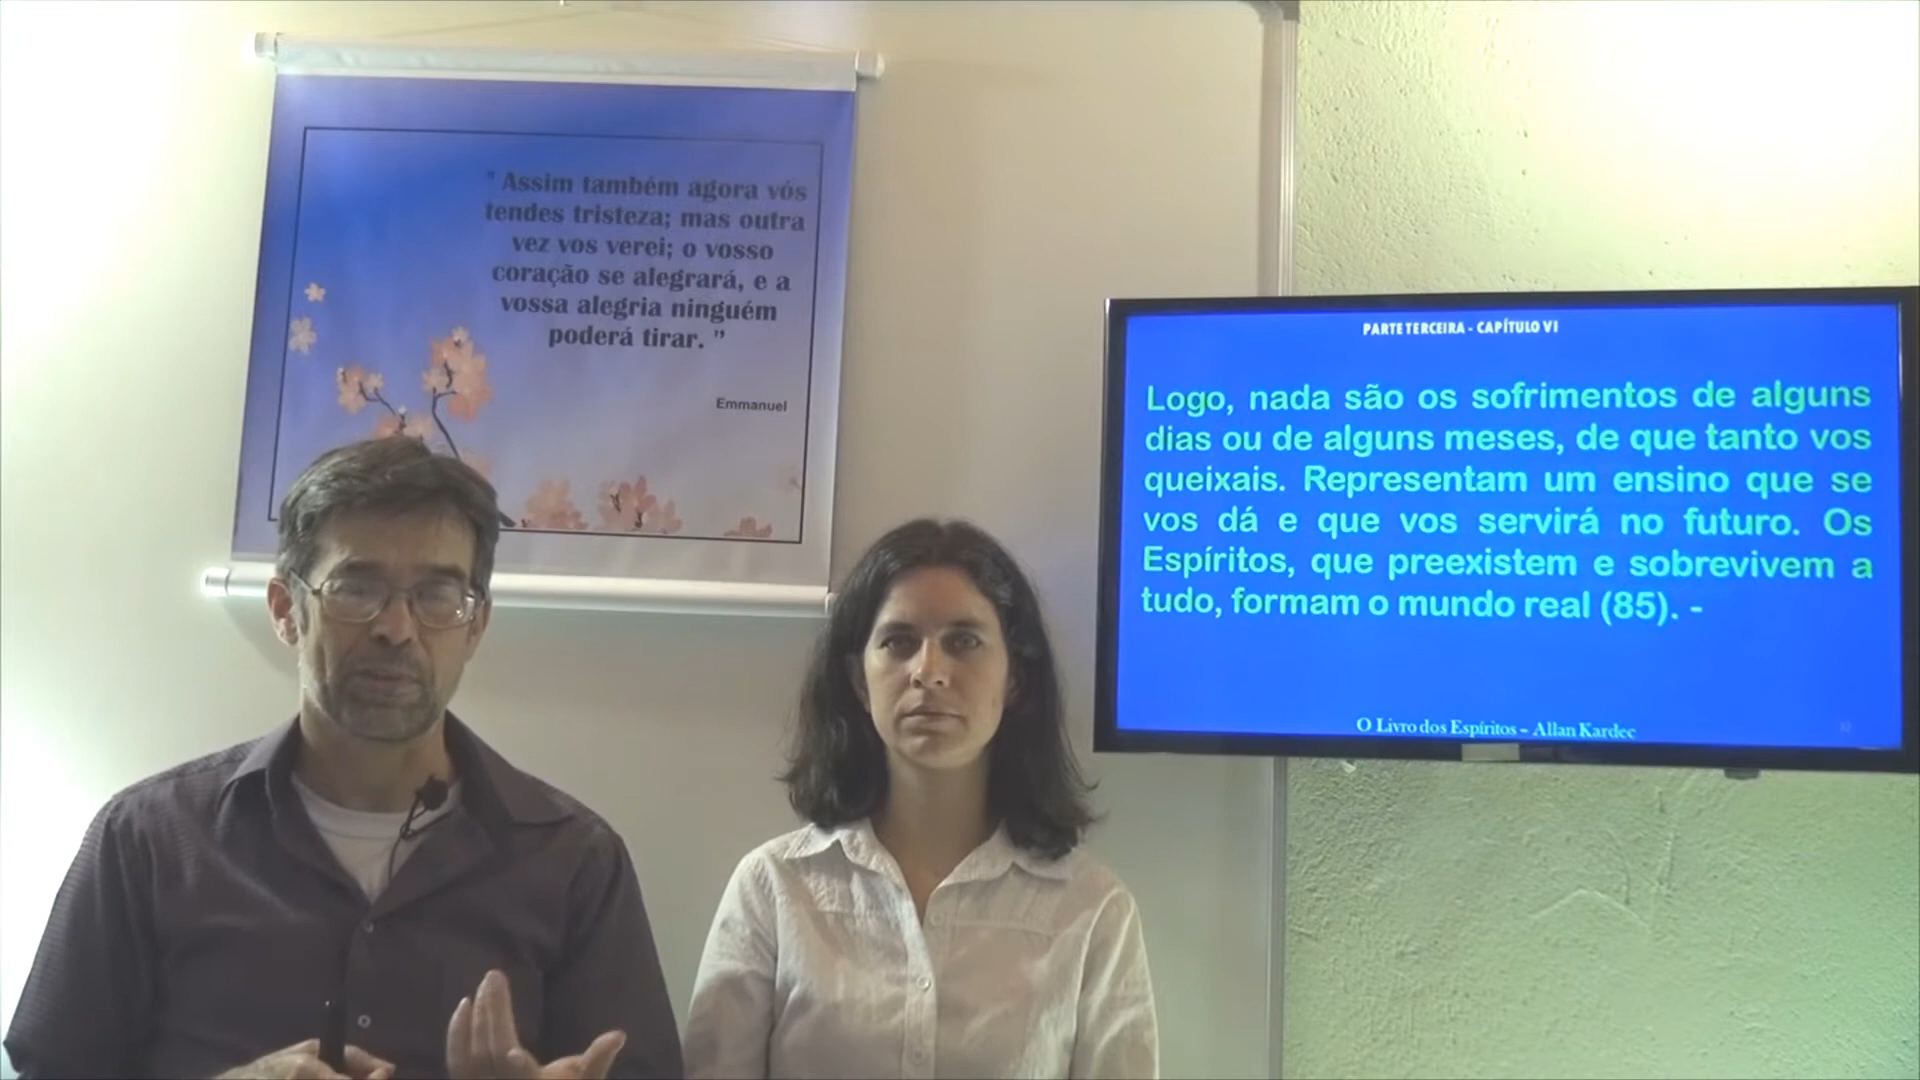 " Assim também agora vós
tendes tristeza; mas outra
vez vos verei; o vosso
coração se alegrará, e a
vossa alegria ninguém
poderá tirar. "
Emmanuel
PARTE TERCEIRA - CAPÍTULO VI
Logo, nada são os sofrimentos de alguns
dias ou de alguns meses, de que tanto vos
queixais. Representam um ensino que se
vos dá e que vos servirá no futuro. Os
Espíritos, que preexistem e sobrevivem a
tudo, formam o mundo real (85). -
O Livro dos Espíritos – Allan Kardec